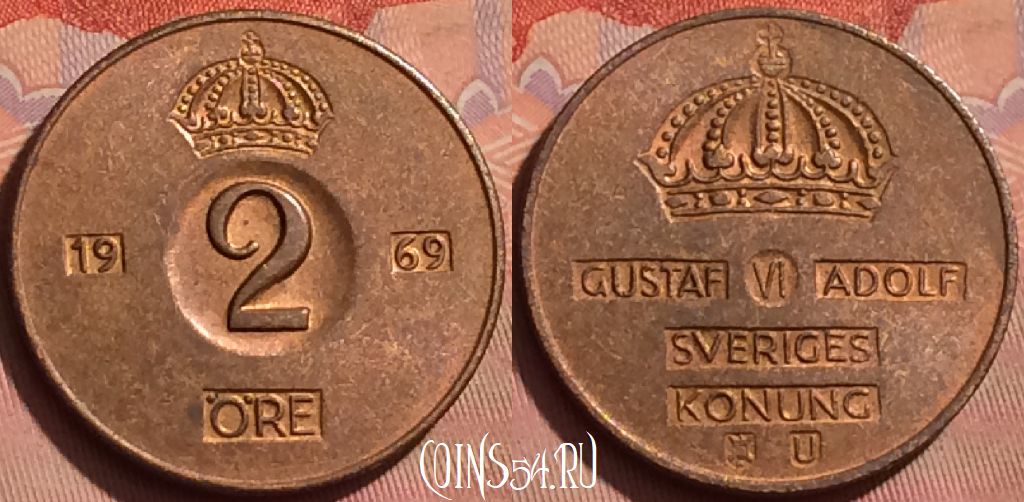 19 2 69
ÖRE
GUSTAF VI ADOLF
SVERIGES
KONUNG
U
COINS54.RU